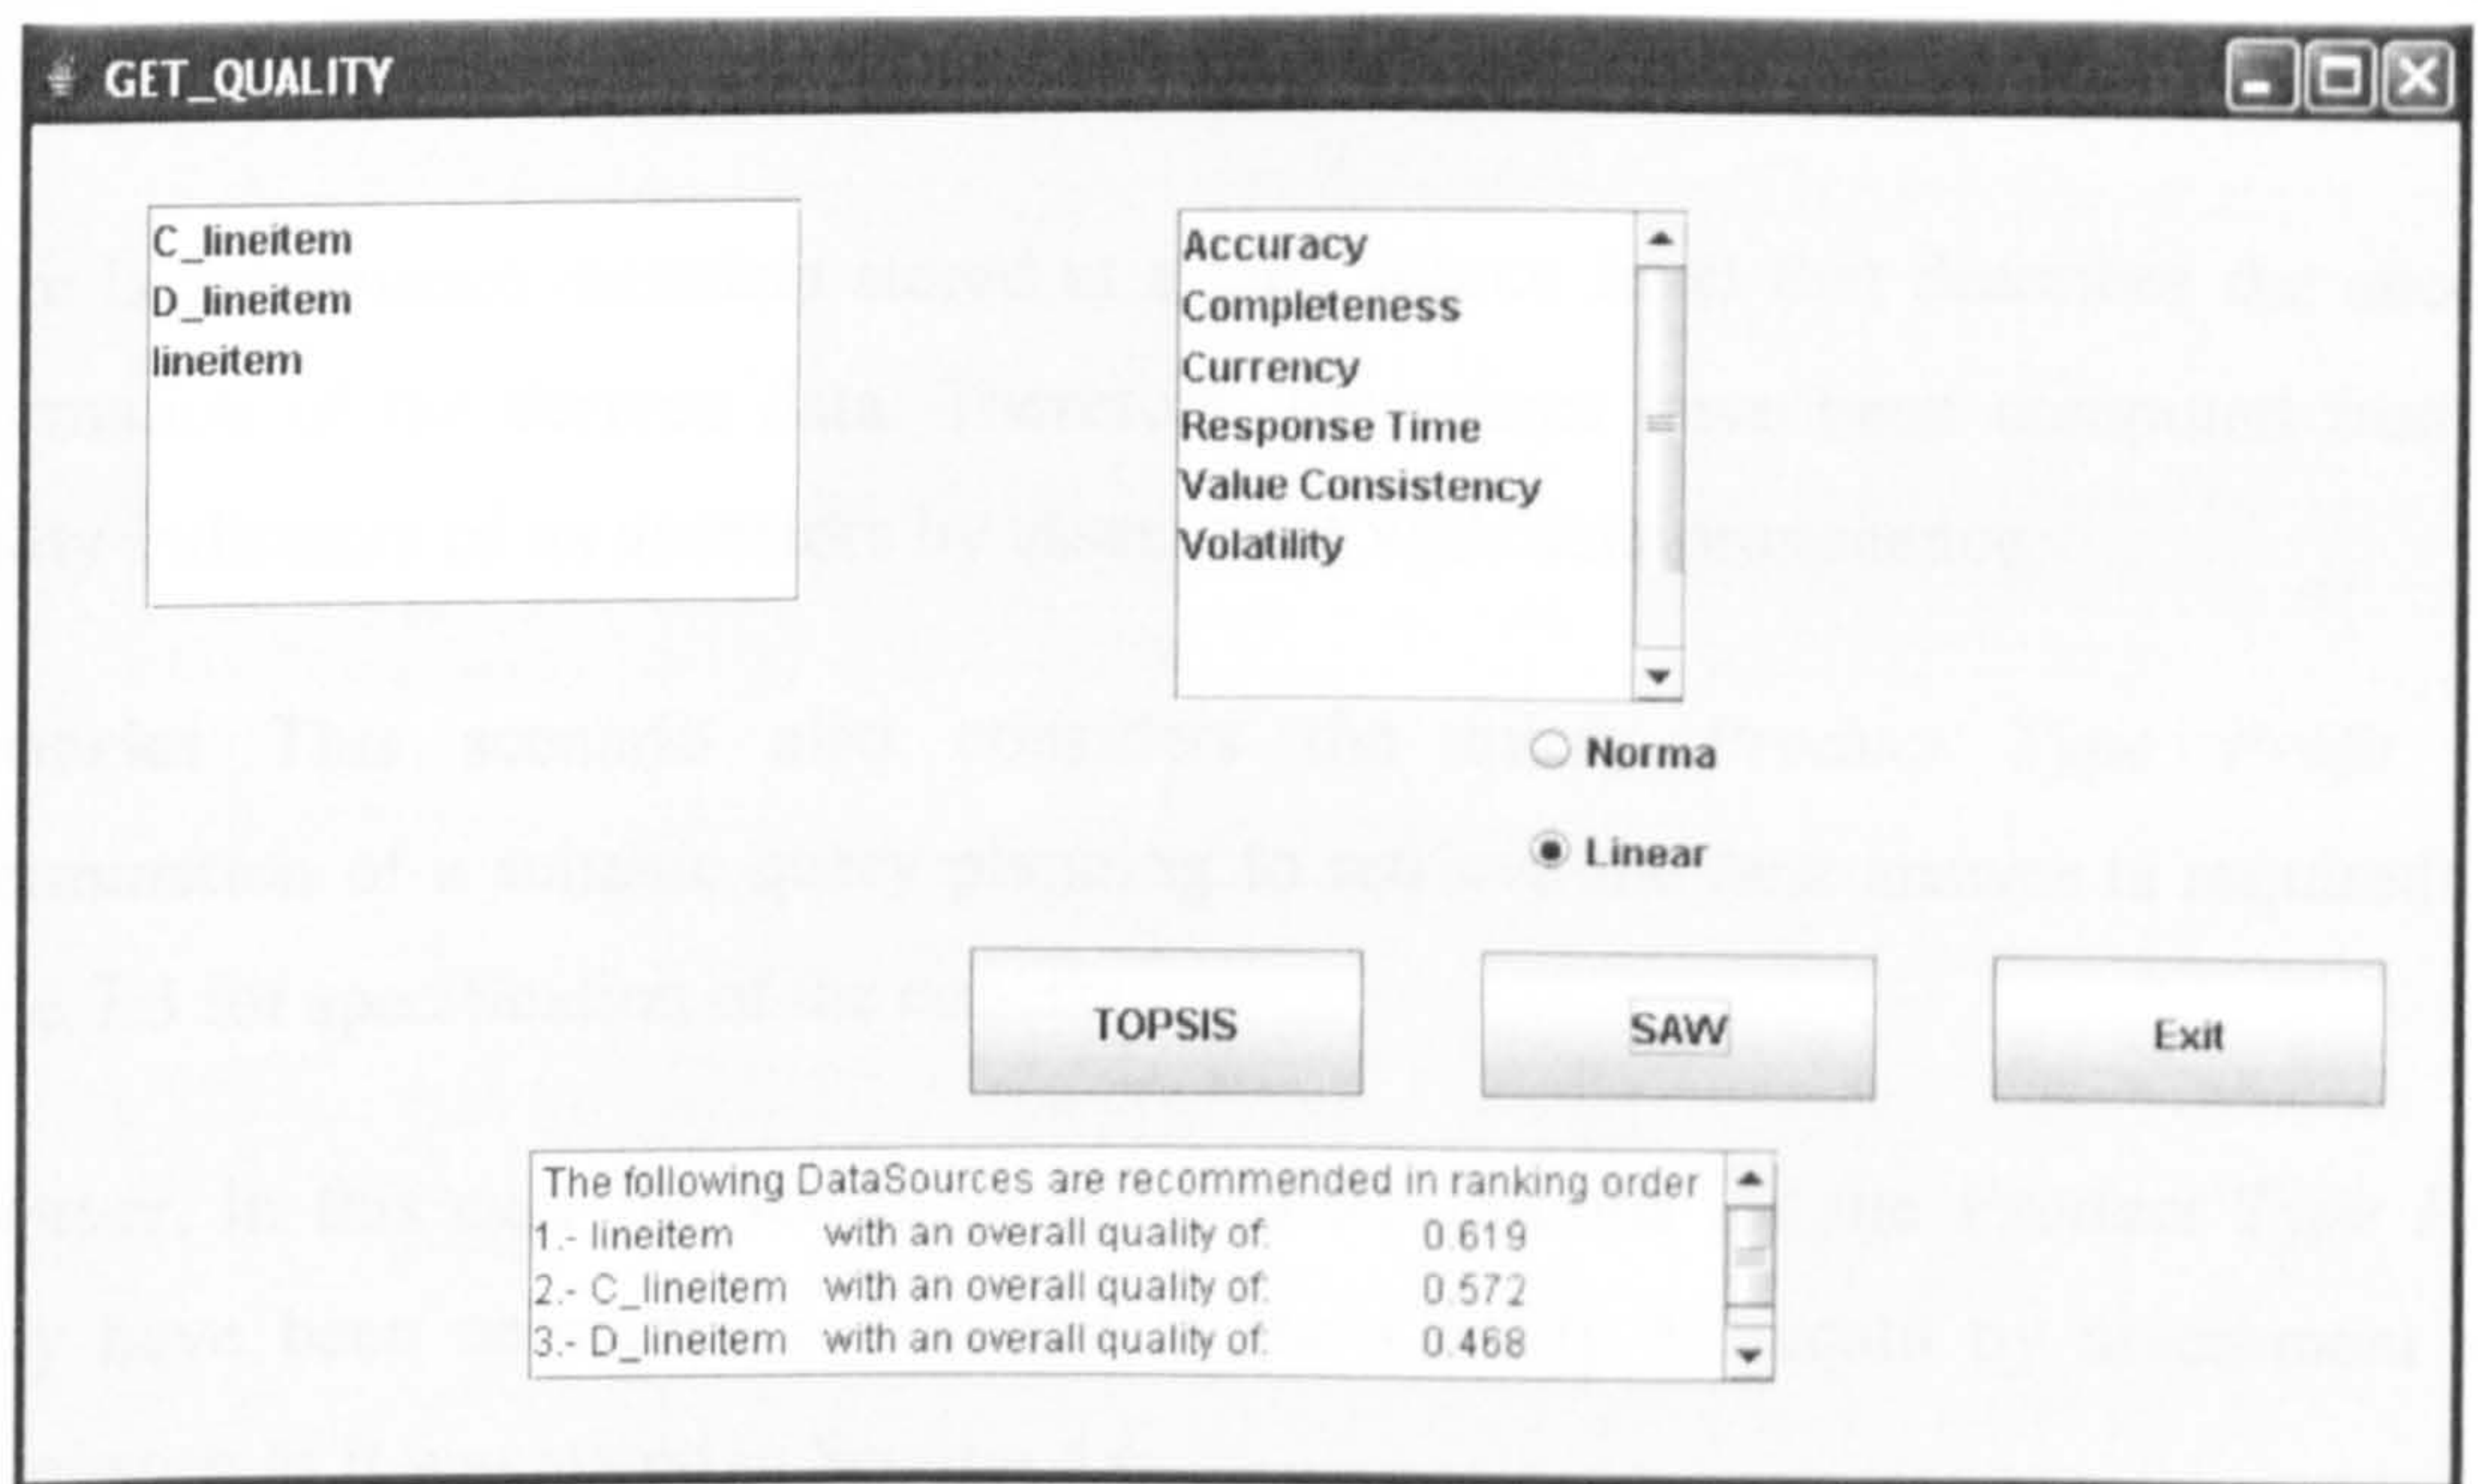 GET_QUALITY
C_lineitem
D_lineitem
lineitem
Accuracy
Completeness
Currency
Response Time
Value Consistency
Volatility
Norma
Linear
TOPSIS
SAW
Exit
The following DataSources are recommended in ranking order
1.- lineitem with an overall quality of: 0.619
2.- C_lineitem with an overall quality of: 0.572
3.- D_lineitem with an overall quality of: 0.468